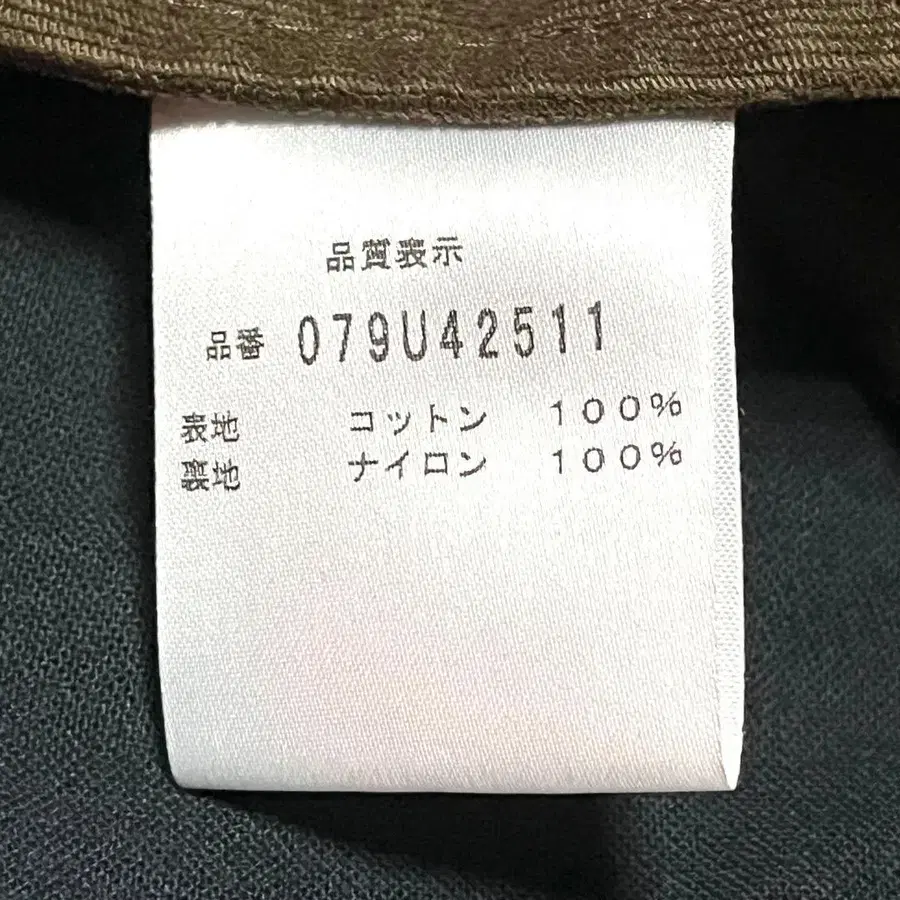 品質表示
品番 079U42511
表地 コットン 100%
裏地 ナイロン 100%